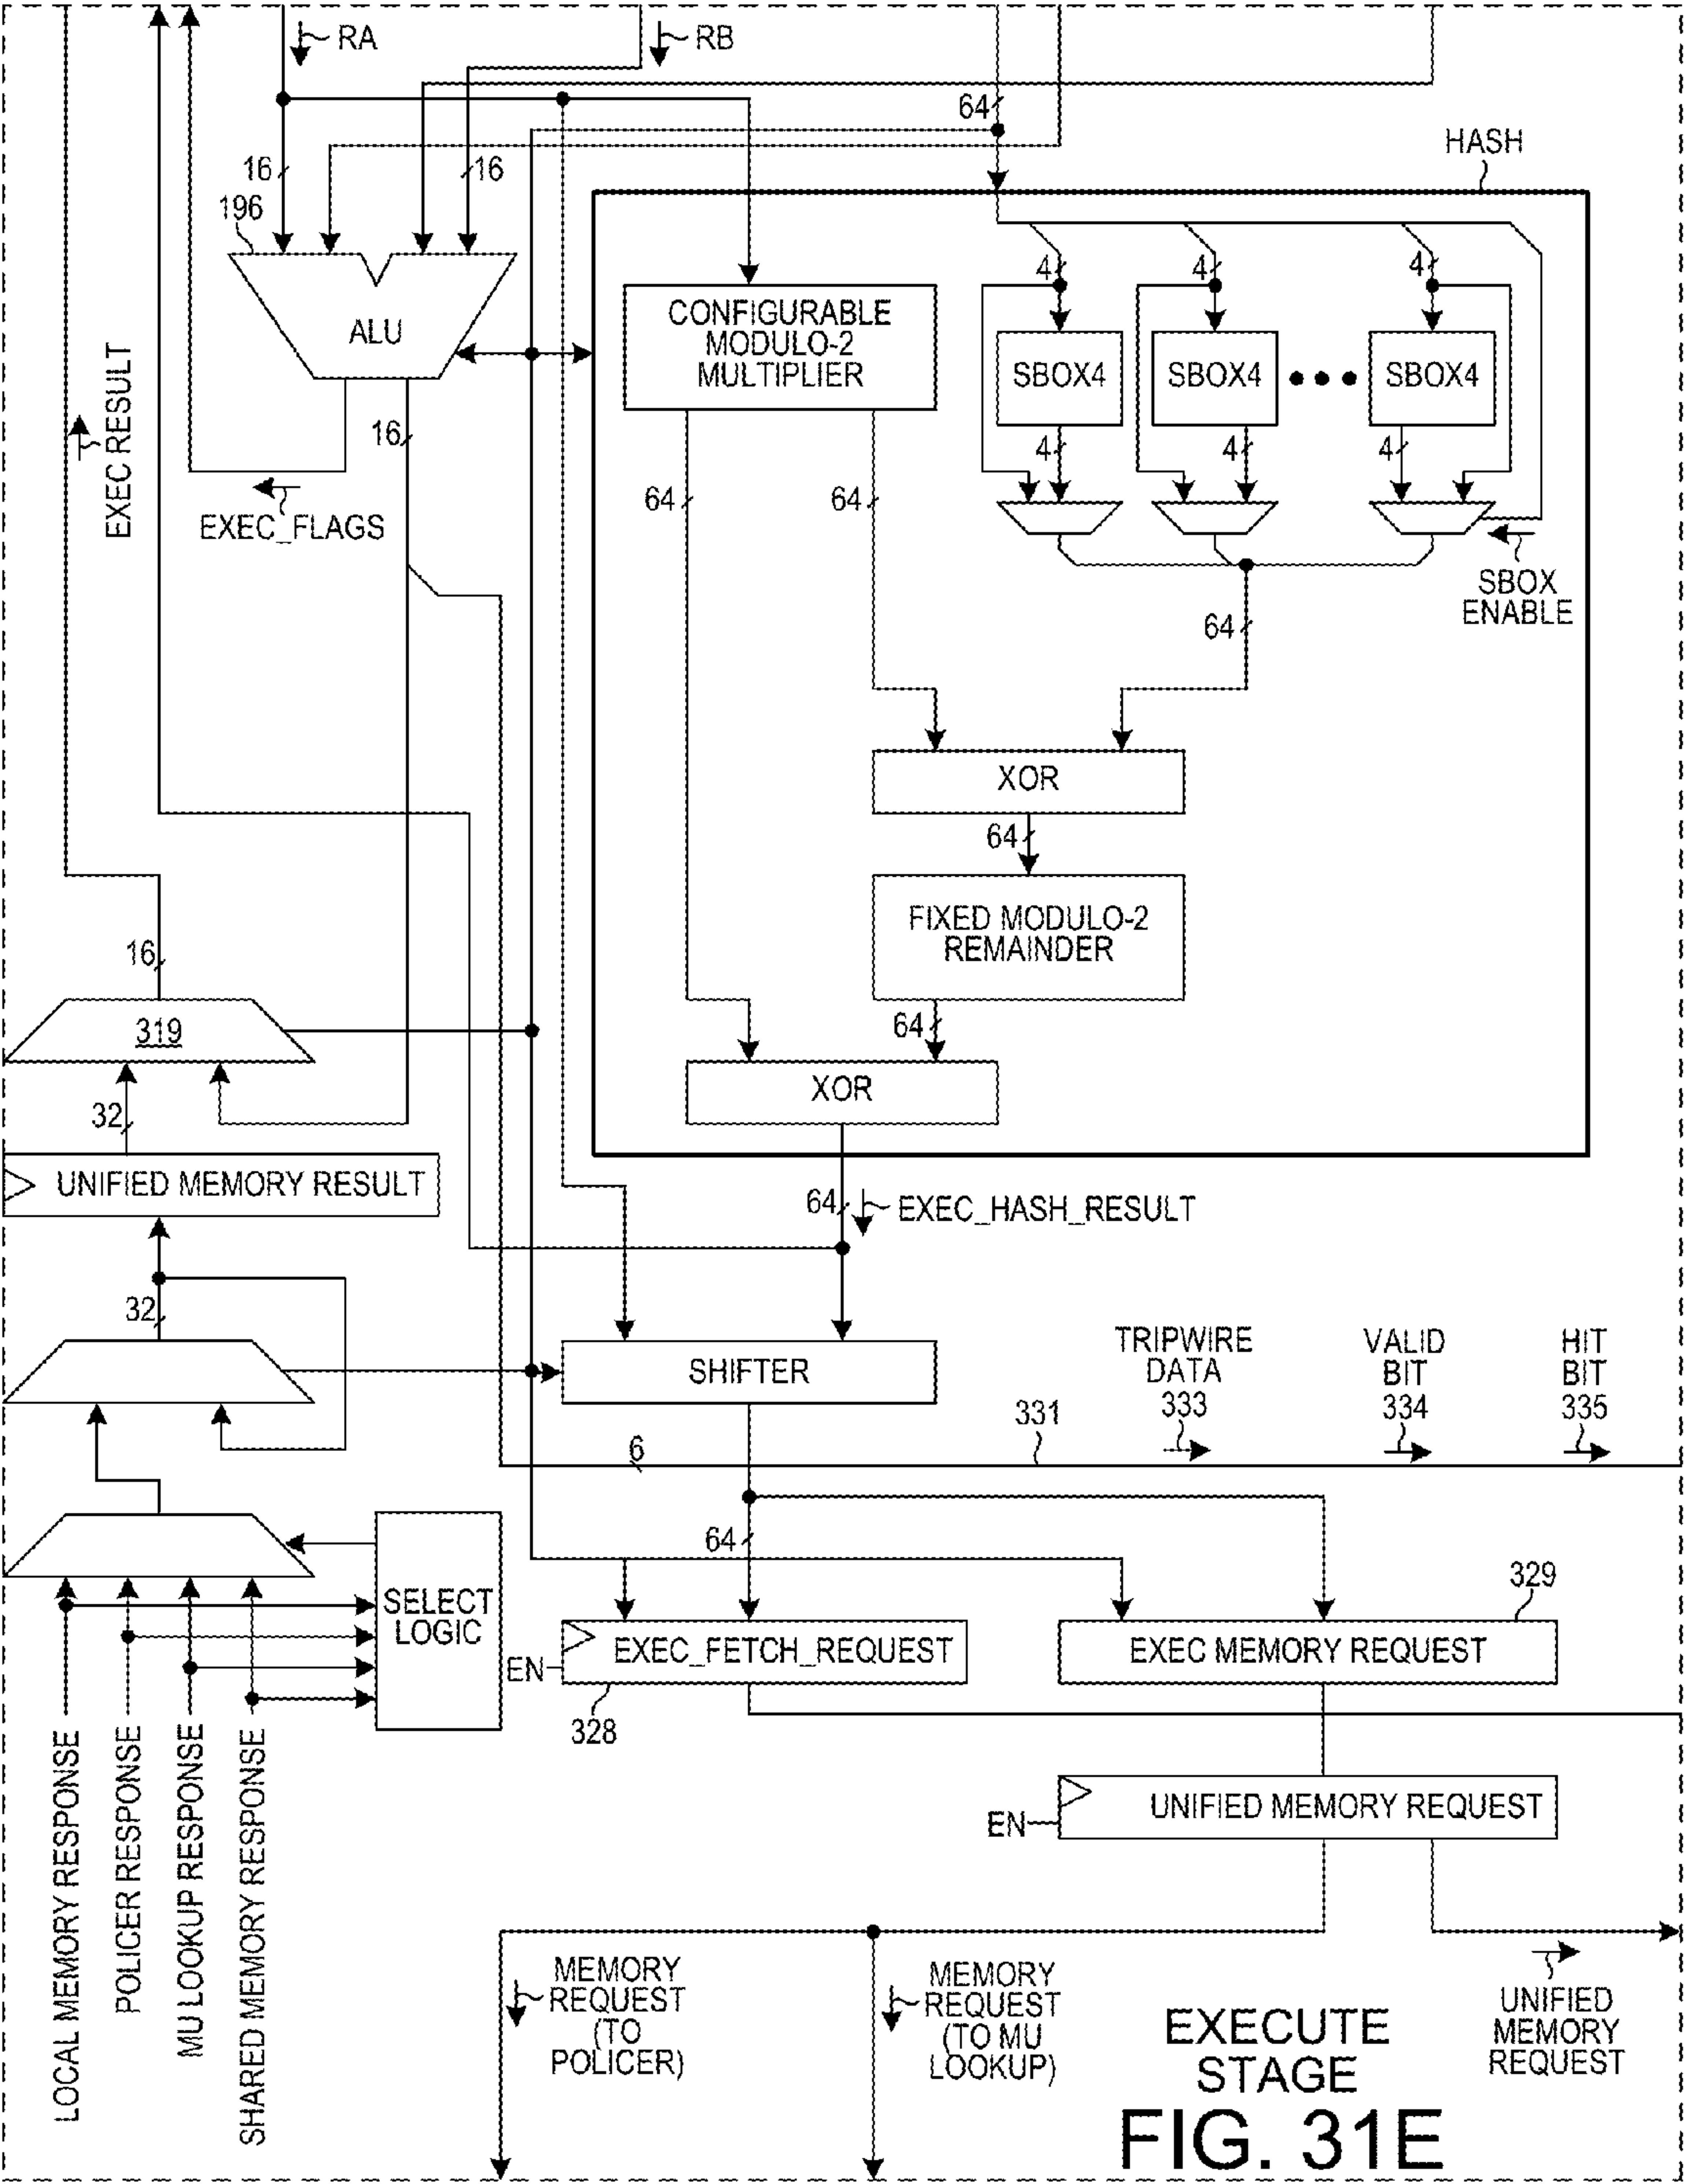 RA
RB
64
HASH
16
16
196
ALU
CONFIGURABLE
MODULO-2
MULTIPLIER
4
4
4
SBOX4
SBOX4
SBOX4
4
4
4
EXEC RESULT
16
EXEC_FLAGS
64
64
SBOX
ENABLE
64
XOR
64
FIXED MODULO-2
REMAINDER
16
319
64
XOR
32
UNIFIED MEMORY RESULT
64
EXEC_HASH_RESULT
32
SHIFTER
TRIPWIRE
DATA
333
VALID
BIT
334
HIT
BIT
335
331
6
64
SELECT
LOGIC
329
EXEC_FETCH_REQUEST
EXEC MEMORY REQUEST
EN
328
LOCAL MEMORY RESPONSE
POLICER RESPONSE
MU LOOKUP RESPONSE
SHARED MEMORY RESPONSE
UNIFIED MEMORY REQUEST
EN
MEMORY
REQUEST
(TO
POLICER)
MEMORY
REQUEST
(TO MU
LOOKUP)
UNIFIED
MEMORY
REQUEST
EXECUTE
STAGE
FIG. 31E